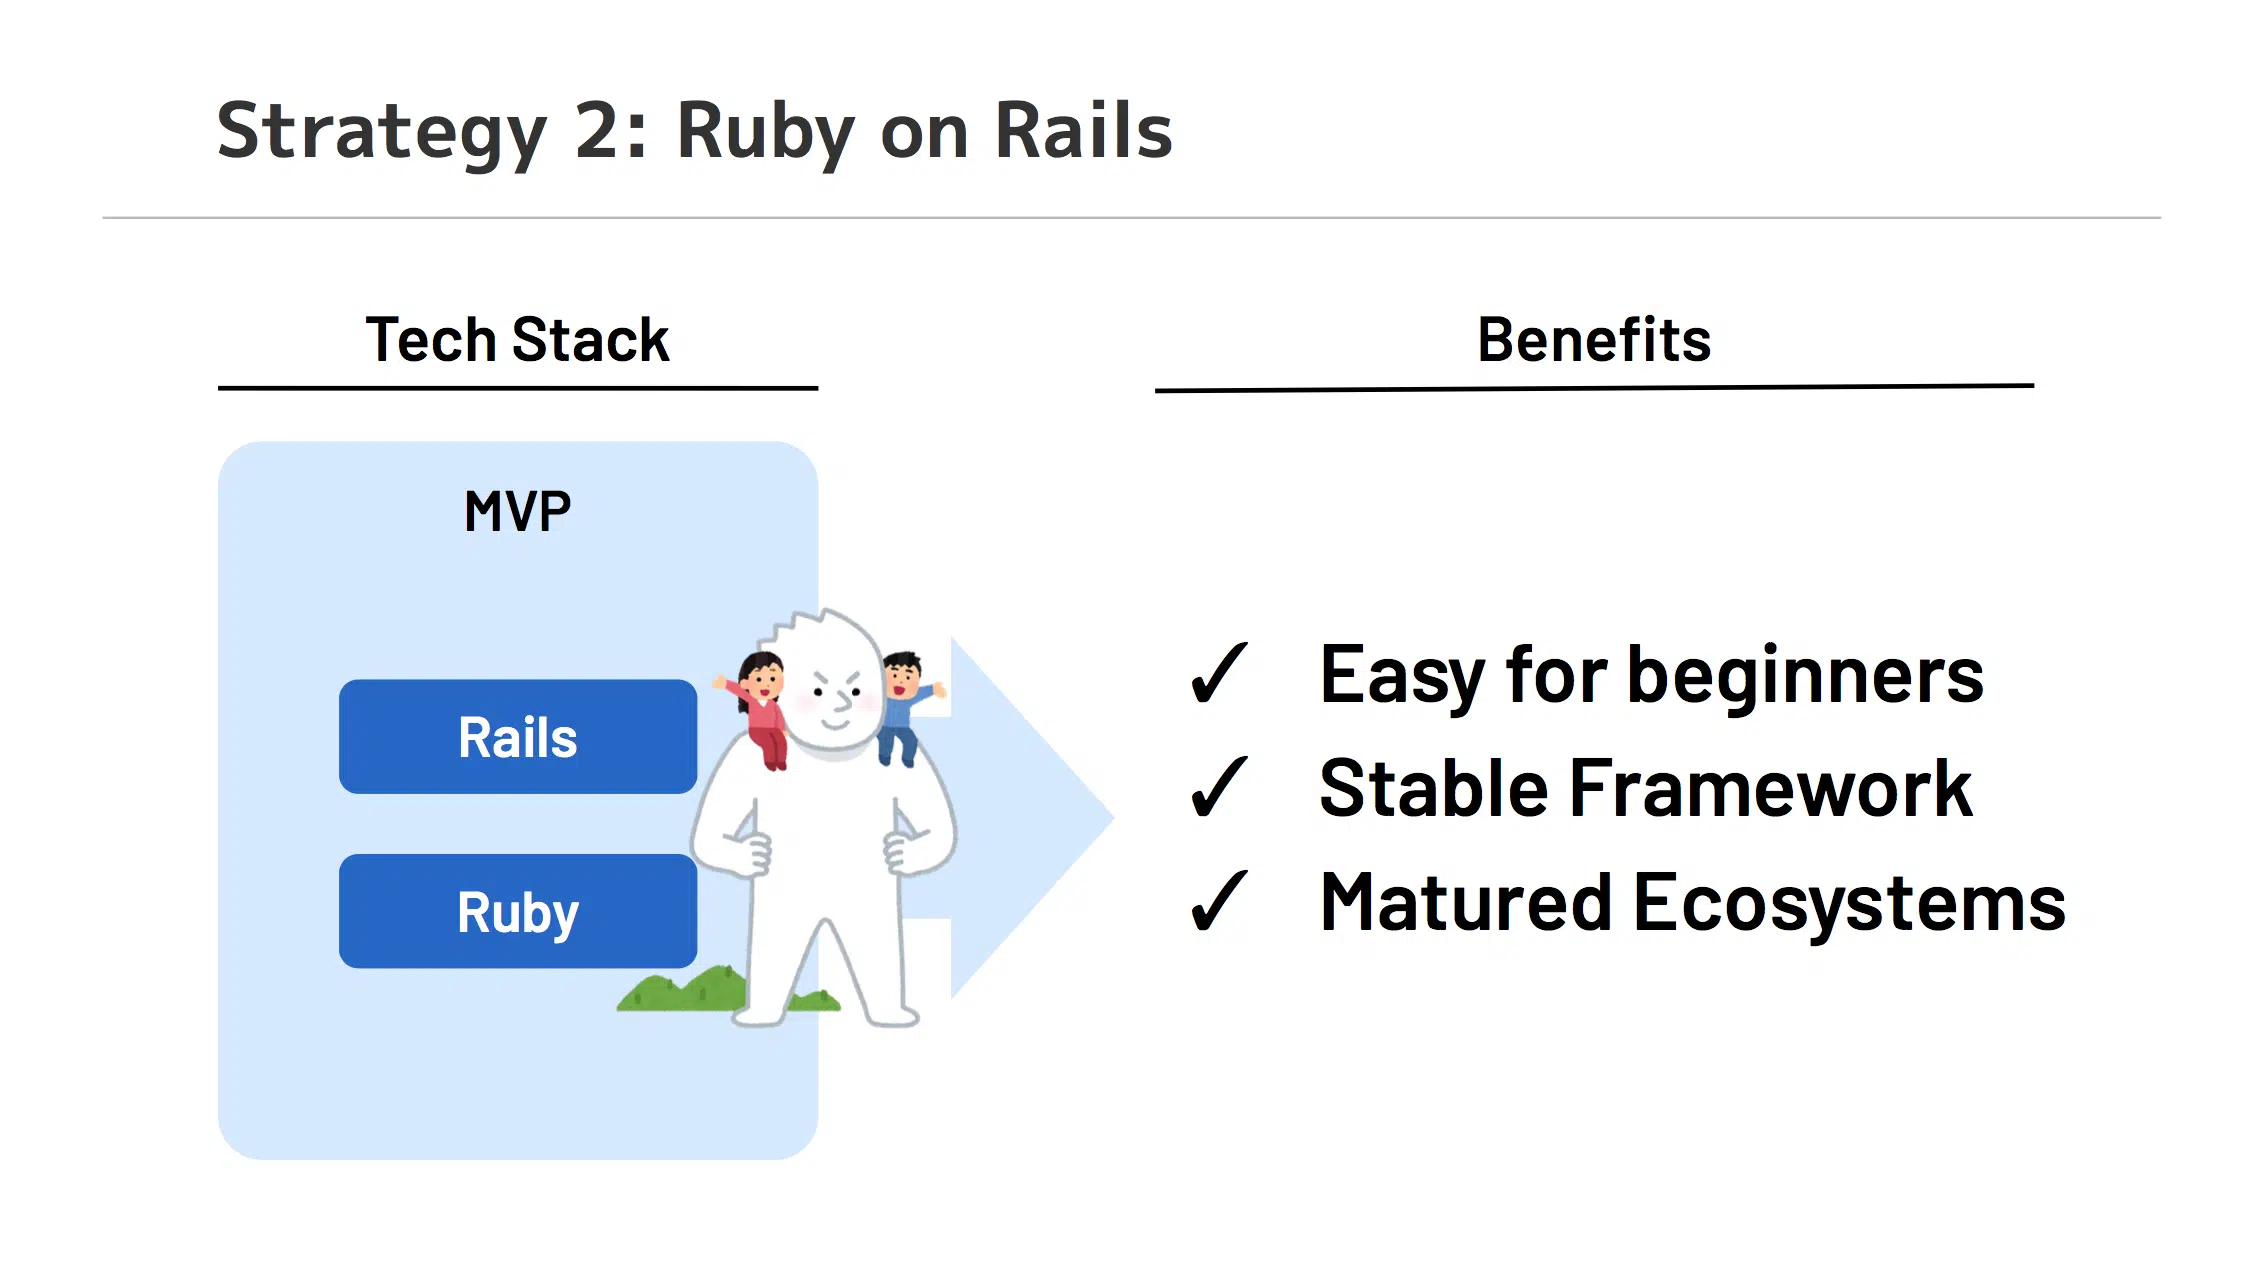 Strategy 2: Ruby on Rails
Tech Stack
MVP
Rails
Ruby
Benefits
✓ Easy for beginners
✓ Stable Framework
✓ Matured Ecosystems